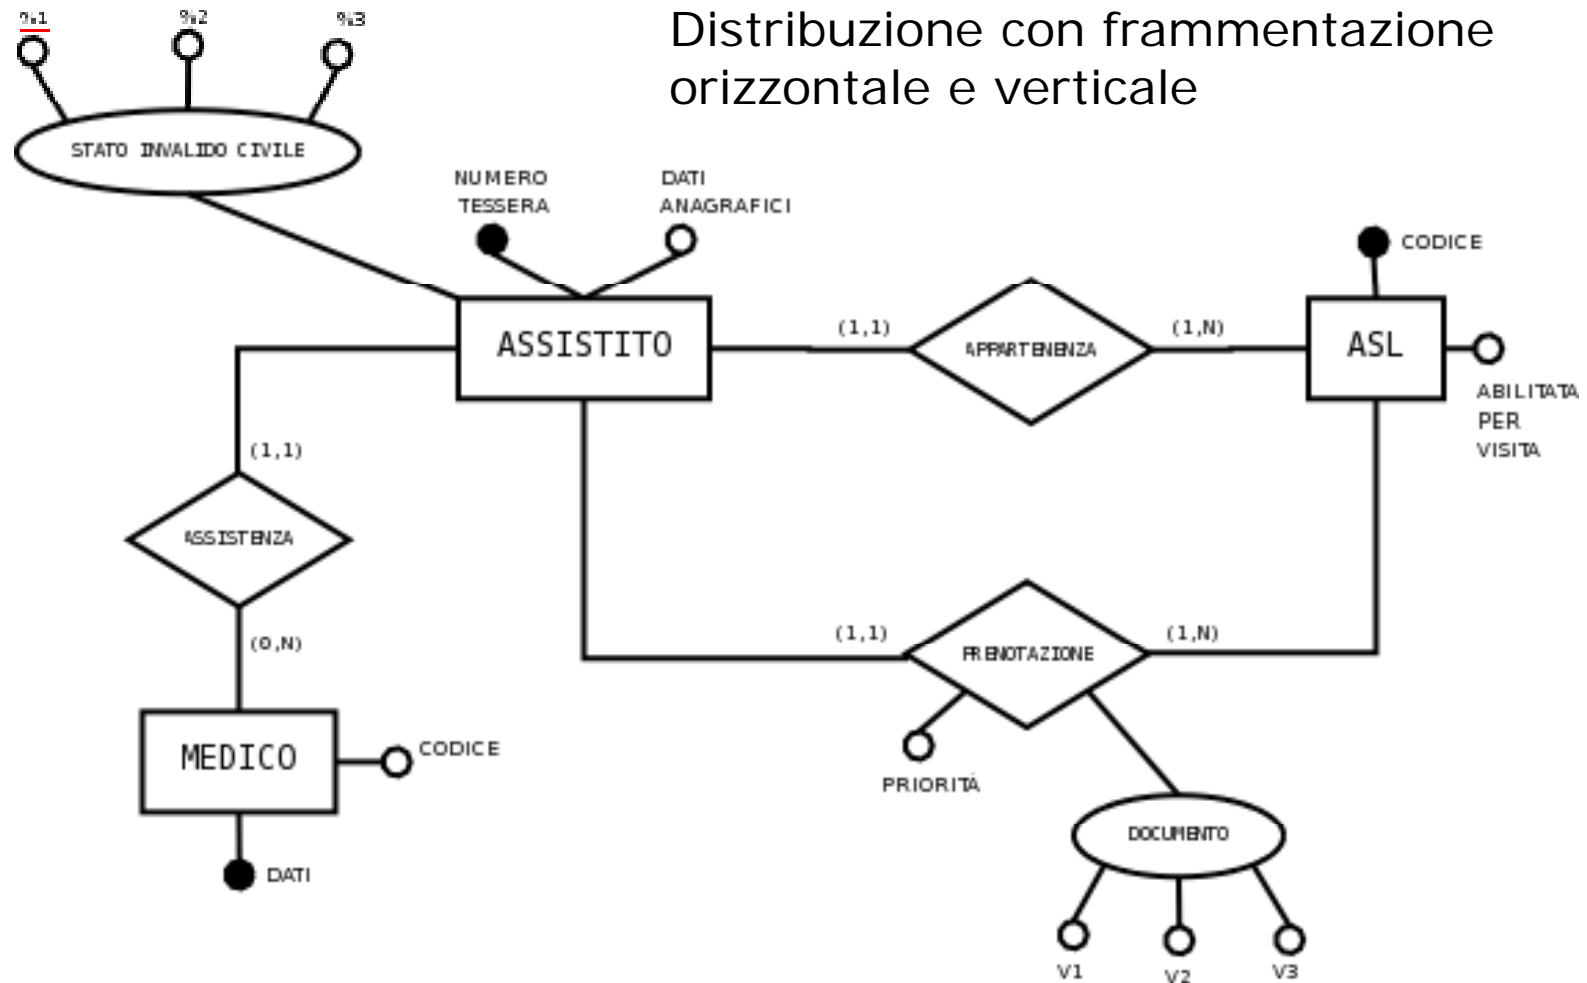 %1
%2
%3
Distribuzione con frammentazione
orizzontale e verticale
STATO INVALIDO CIVILE
NUMERO
TESSERA
DATI
ANAGRAFICI
CODICE
ASSISTITO
(1,1)
APPARTENENZA
(1,N)
ASL
ABILITATA
PER
VISITA
(1,1)
ASSISTENZA
(0,N)
(1,1)
PRENOTAZIONE
(1,N)
MEDICO
CODICE
PRIORITÀ
DOCUMENTO
DATI
V1
V2
V3